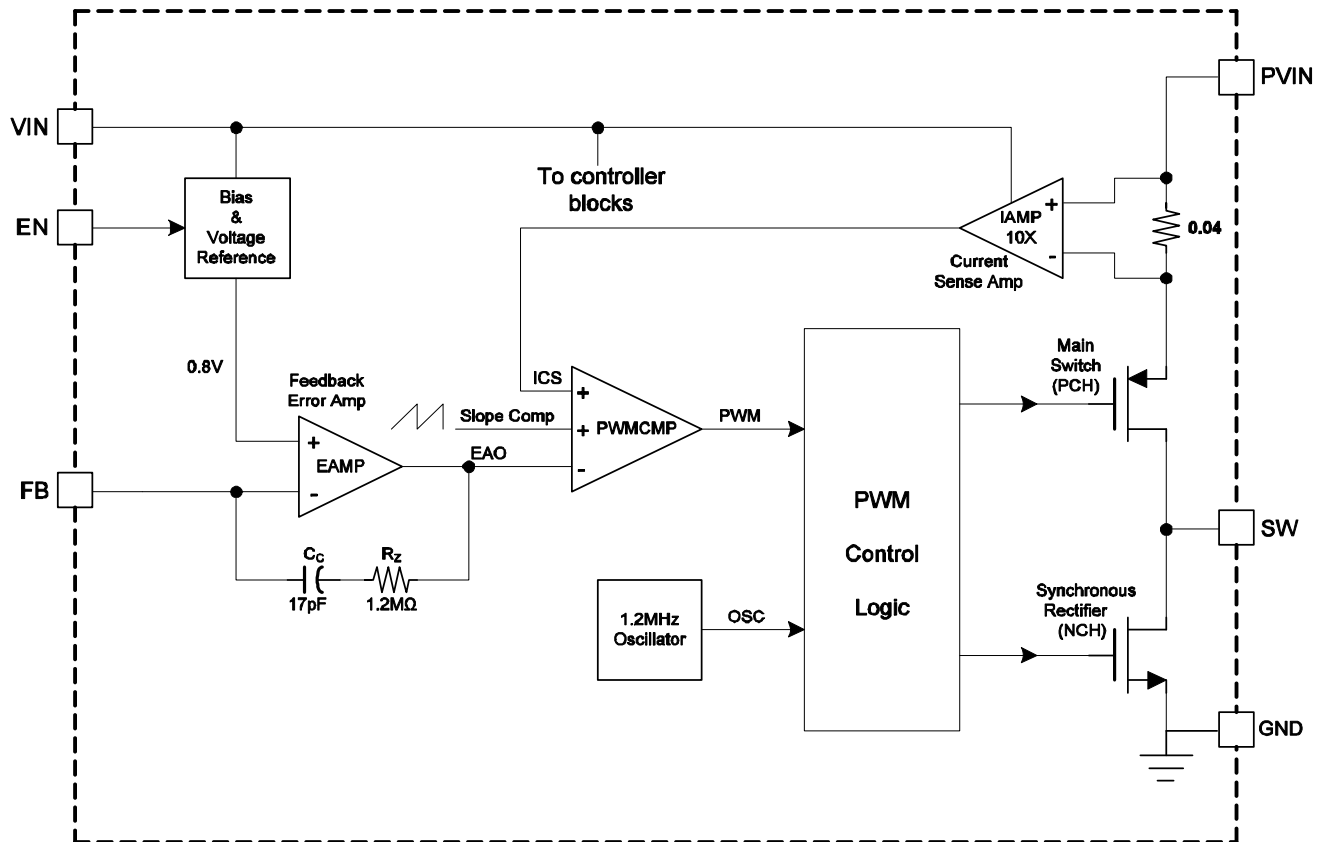 PVIN
VIN
To controller
blocks
Bias
&
Voltage
Reference
EN
+
IAMP
10X
-
0.04
Current
Sense Amp
Main
Switch
(PCH)
0.8V
Feedback
Error Amp
ICS
+
Slope Comp
+
PWMCMP
PWM
+
EAMP
-
EAO
-
FB
PWM
Control
Logic
SW
CC
RZ
17pF
1.2MΩ
Synchronous
Rectifier
(NCH)
1.2MHz
Oscillator
OSC
GND